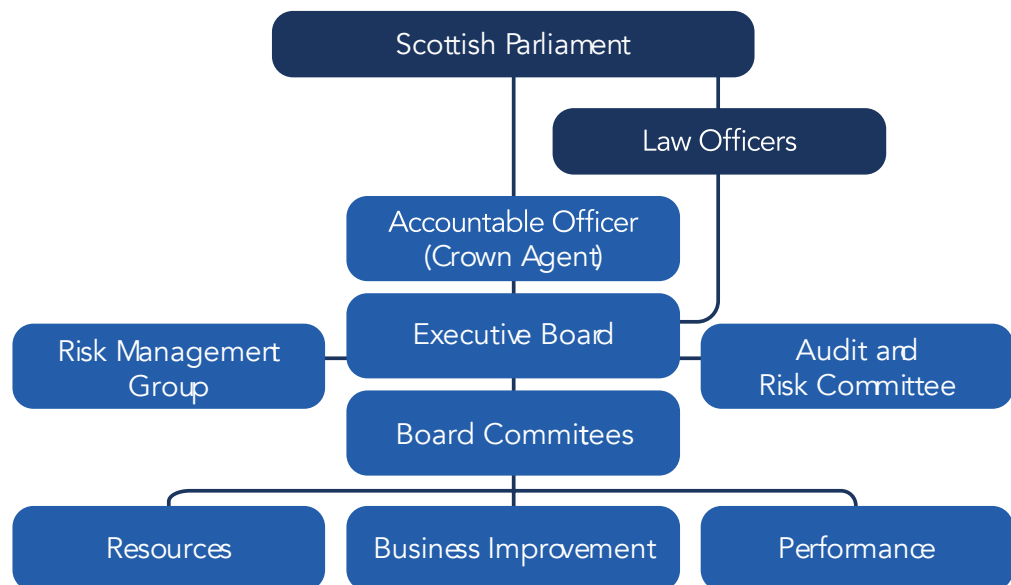 Scottish Parliament
Law Officers
Accountable Officer
(Crown Agent)
Executive Board
Risk Management
Group
Audit and
Risk Committee
Board Commitees
Resources
Business Improvement
Performance